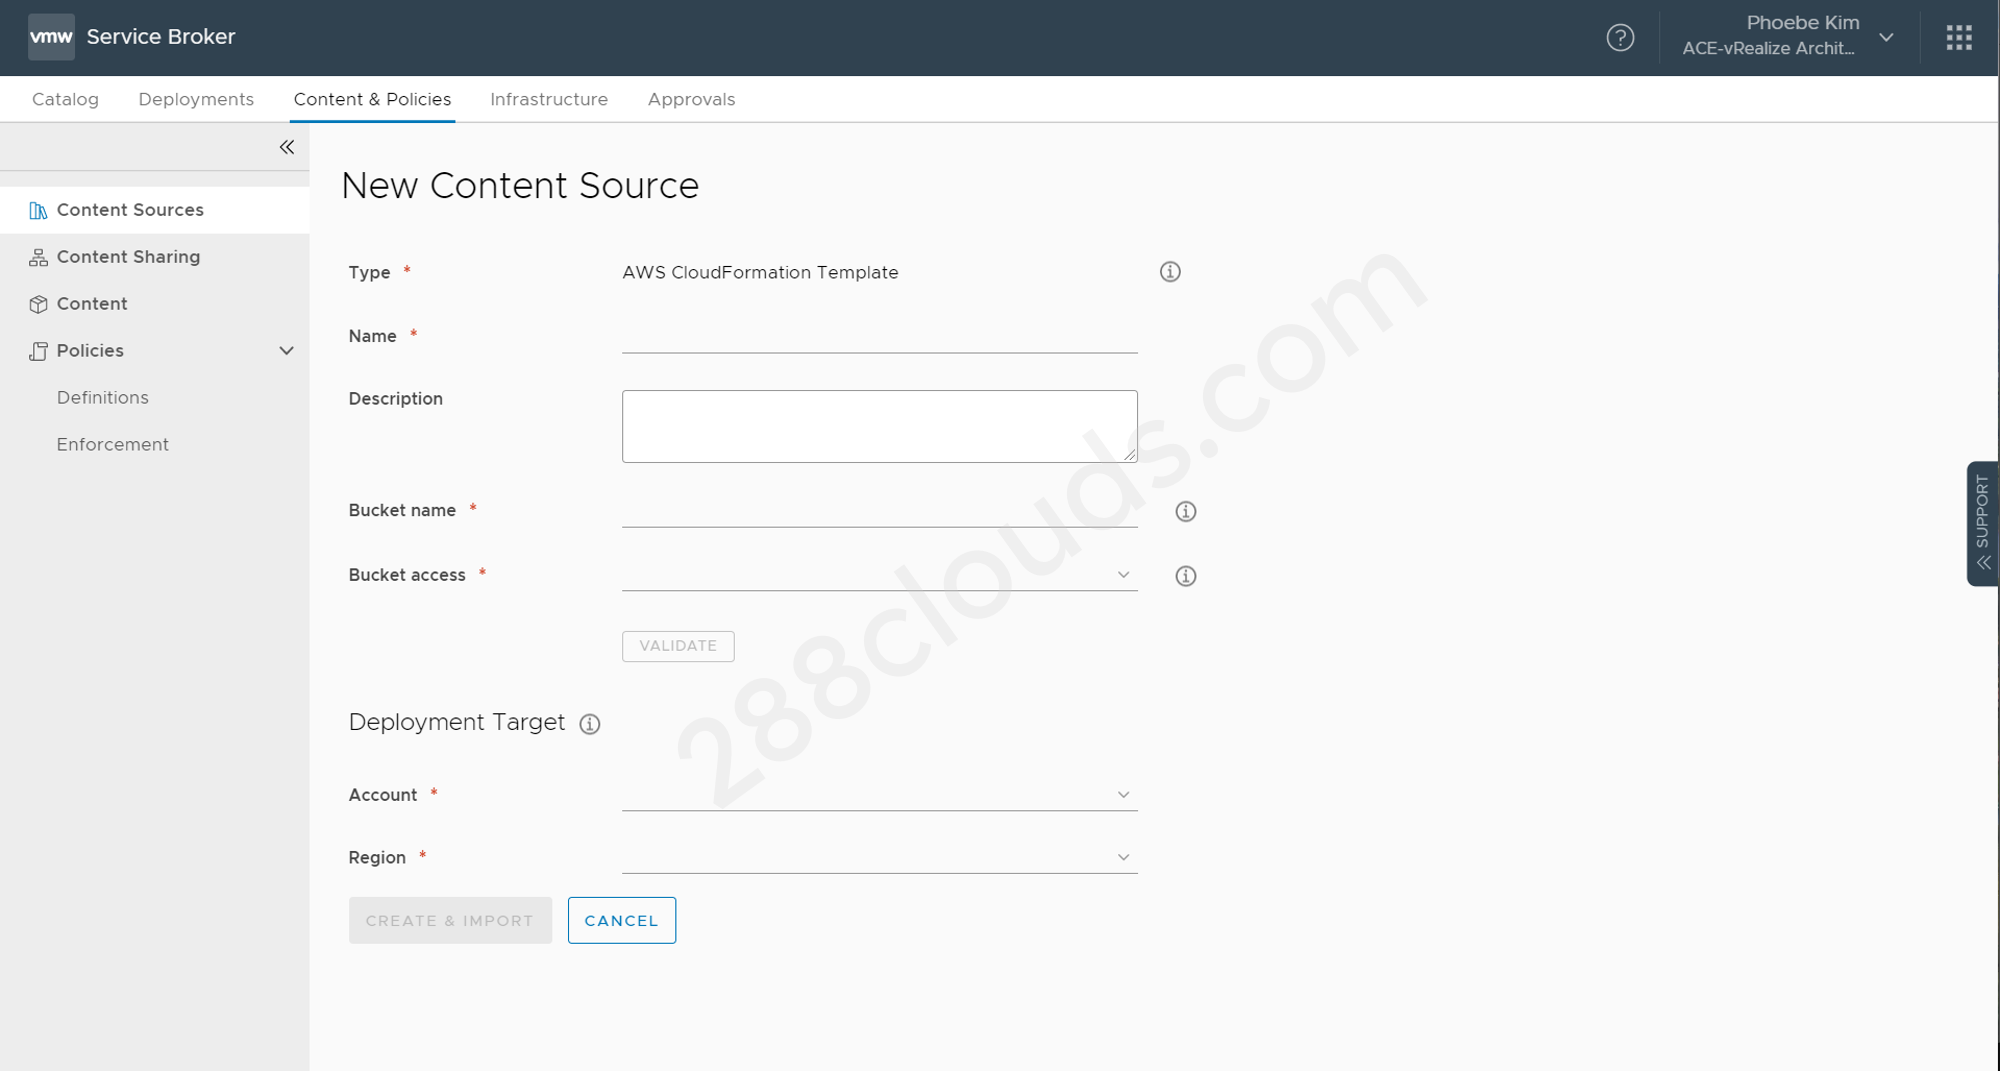 vmw Service Broker
Phoebe Kim
ACE-vRealize Archit...
Catalog Deployments Content & Policies Infrastructure Approvals
Content Sources
Content Sharing
Content
Policies
Definitions
Enforcement
New Content Source
Type * AWS CloudFormation Template
Name *
Description
Bucket name *
Bucket access *
VALIDATE
Deployment Target
Account *
Region *
CREATE & IMPORT CANCEL
SUPPORT
288clouds.com